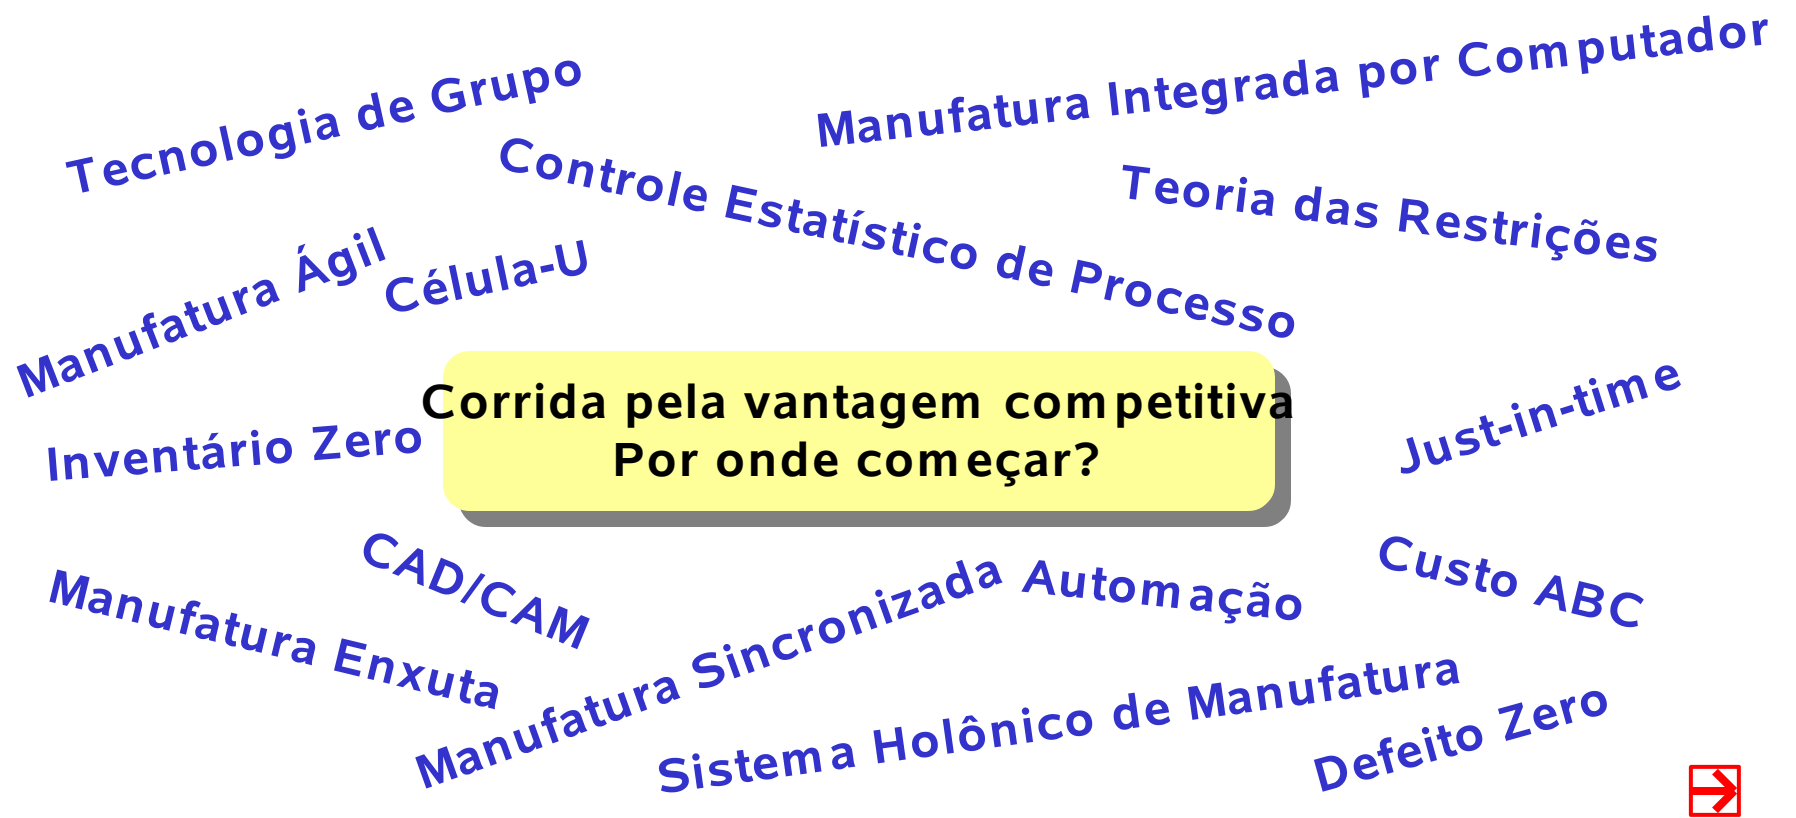 Tecnologia de Grupo
Manufatura Integrada por Computador
Controle Estatístico de Processo
Teoria das Restrições
Manufatura Ágil
Célula-U
Corrida pela vantagem competitiva
Por onde começar?
Just-in-time
Inventário Zero
CAD/CAM
Manufatura Enxuta
Manufatura Sincronizada
Automação
Custo ABC
Sistema Holônico de Manufatura
Defeito Zero